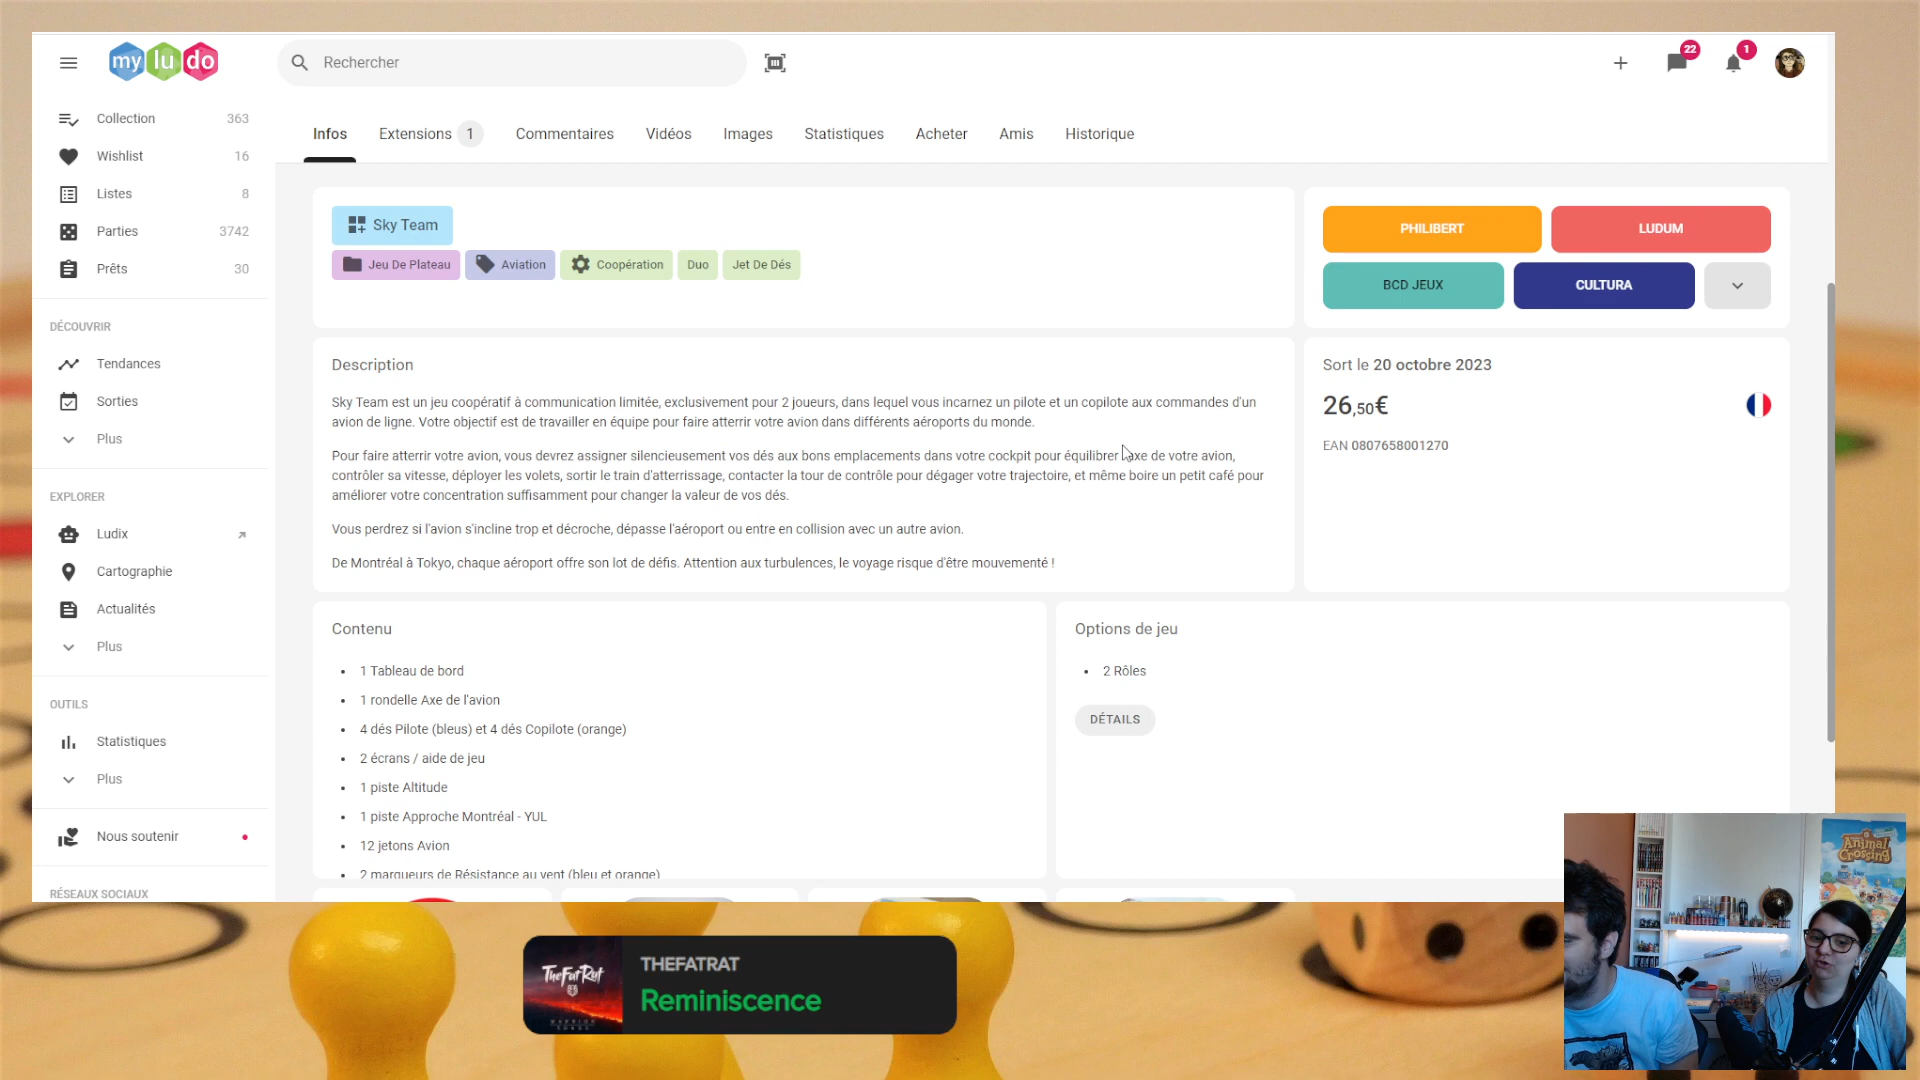 myludo
Rechercher
22
1
Collection 363
Wishlist 16
Listes 8
Parties 3742
Prêts 30
DÉCOUVRIR
Tendances
Sorties
Plus
EXPLORER
Ludix
Cartographie
Actualités
Plus
OUTILS
Statistiques
Plus
Nous soutenir
RÉSEAUX SOCIAUX
Infos Extensions 1 Commentaires Vidéos Images Statistiques Acheter Amis Historique
Sky Team
Jeu De Plateau Aviation Coopération Duo Jet De Dés
PHILIBERT LUDUM
BCD JEUX CULTURA
Description
Sky Team est un jeu coopératif à communication limitée, exclusivement pour 2 joueurs, dans lequel vous incarnez un pilote et un copilote aux commandes d'un
avion de ligne. Votre objectif est de travailler en équipe pour faire atterrir votre avion dans différents aéroports du monde.
Pour faire atterrir votre avion, vous devrez assigner silencieusement vos dés aux bons emplacements dans votre cockpit pour équilibrer l'axe de votre avion,
contrôler sa vitesse, déployer les volets, sortir le train d'atterrissage, contacter la tour de contrôle pour dégager votre trajectoire, et même boire un petit café pour
améliorer votre concentration suffisamment pour changer la valeur de vos dés.
Vous perdrez si l'avion s'incline trop et décroche, dépasse l'aéroport ou entre en collision avec un autre avion.
De Montréal à Tokyo, chaque aéroport offre son lot de défis. Attention aux turbulences, le voyage risque d'être mouvementé !
Sort le 20 octobre 2023
26,50€
EAN 0807658001270
Contenu
1 Tableau de bord
1 rondelle Axe de l'avion
4 dés Pilote (bleus) et 4 dés Copilote (orange)
2 écrans / aide de jeu
1 piste Altitude
1 piste Approche Montréal - YUL
12 jetons Avion
2 marqueurs de Résistance au vent (bleu et orange)
Options de jeu
2 Rôles
DÉTAILS
TheFatRat
THEFATRAT
Reminiscence
Animal
Crossing